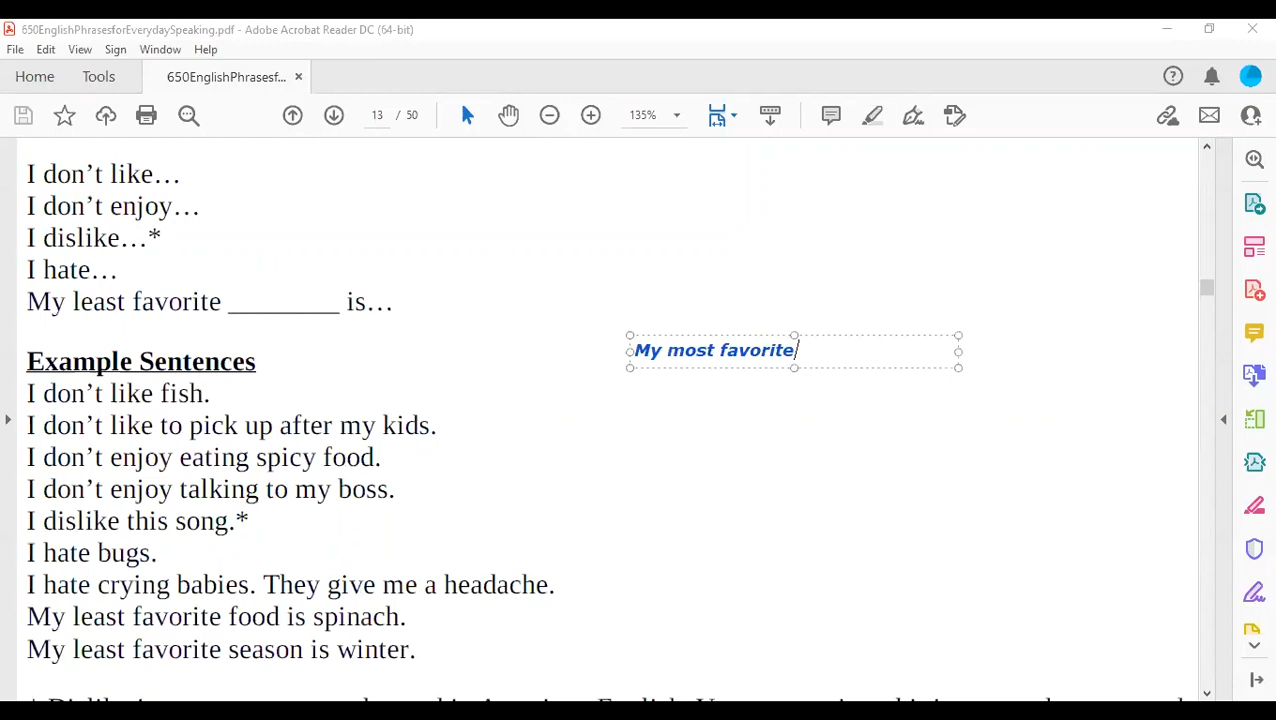 650EnglishPhrasesforEverydaySpeaking.pdf - Adobe Acrobat Reader DC (64-bit)
File Edit View Sign Window Help
Home Tools 650EnglishPhrasesf... ×
13 / 50 135%
I don’t like…
I don’t enjoy…
I dislike…*
I hate…
My least favorite ________ is…
My most favorite
Example Sentences
I don’t like fish.
I don’t like to pick up after my kids.
I don’t enjoy eating spicy food.
I don’t enjoy talking to my boss.
I dislike this song.*
I hate bugs.
I hate crying babies. They give me a headache.
My least favorite food is spinach.
My least favorite season is winter.